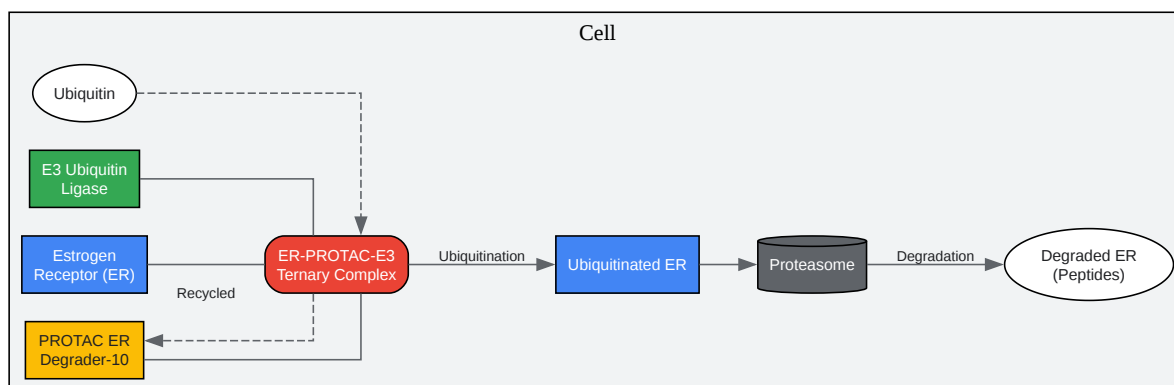 Cell
Ubiquitin
E3 Ubiquitin
Ligase
Estrogen
Receptor (ER)
Recycled
PROTAC ER
Degrader-10
ER-PROTAC-E3
Ternary Complex
Ubiquitination
Ubiquitinated ER
Proteasome
Degradation
Degraded ER
(Peptides)